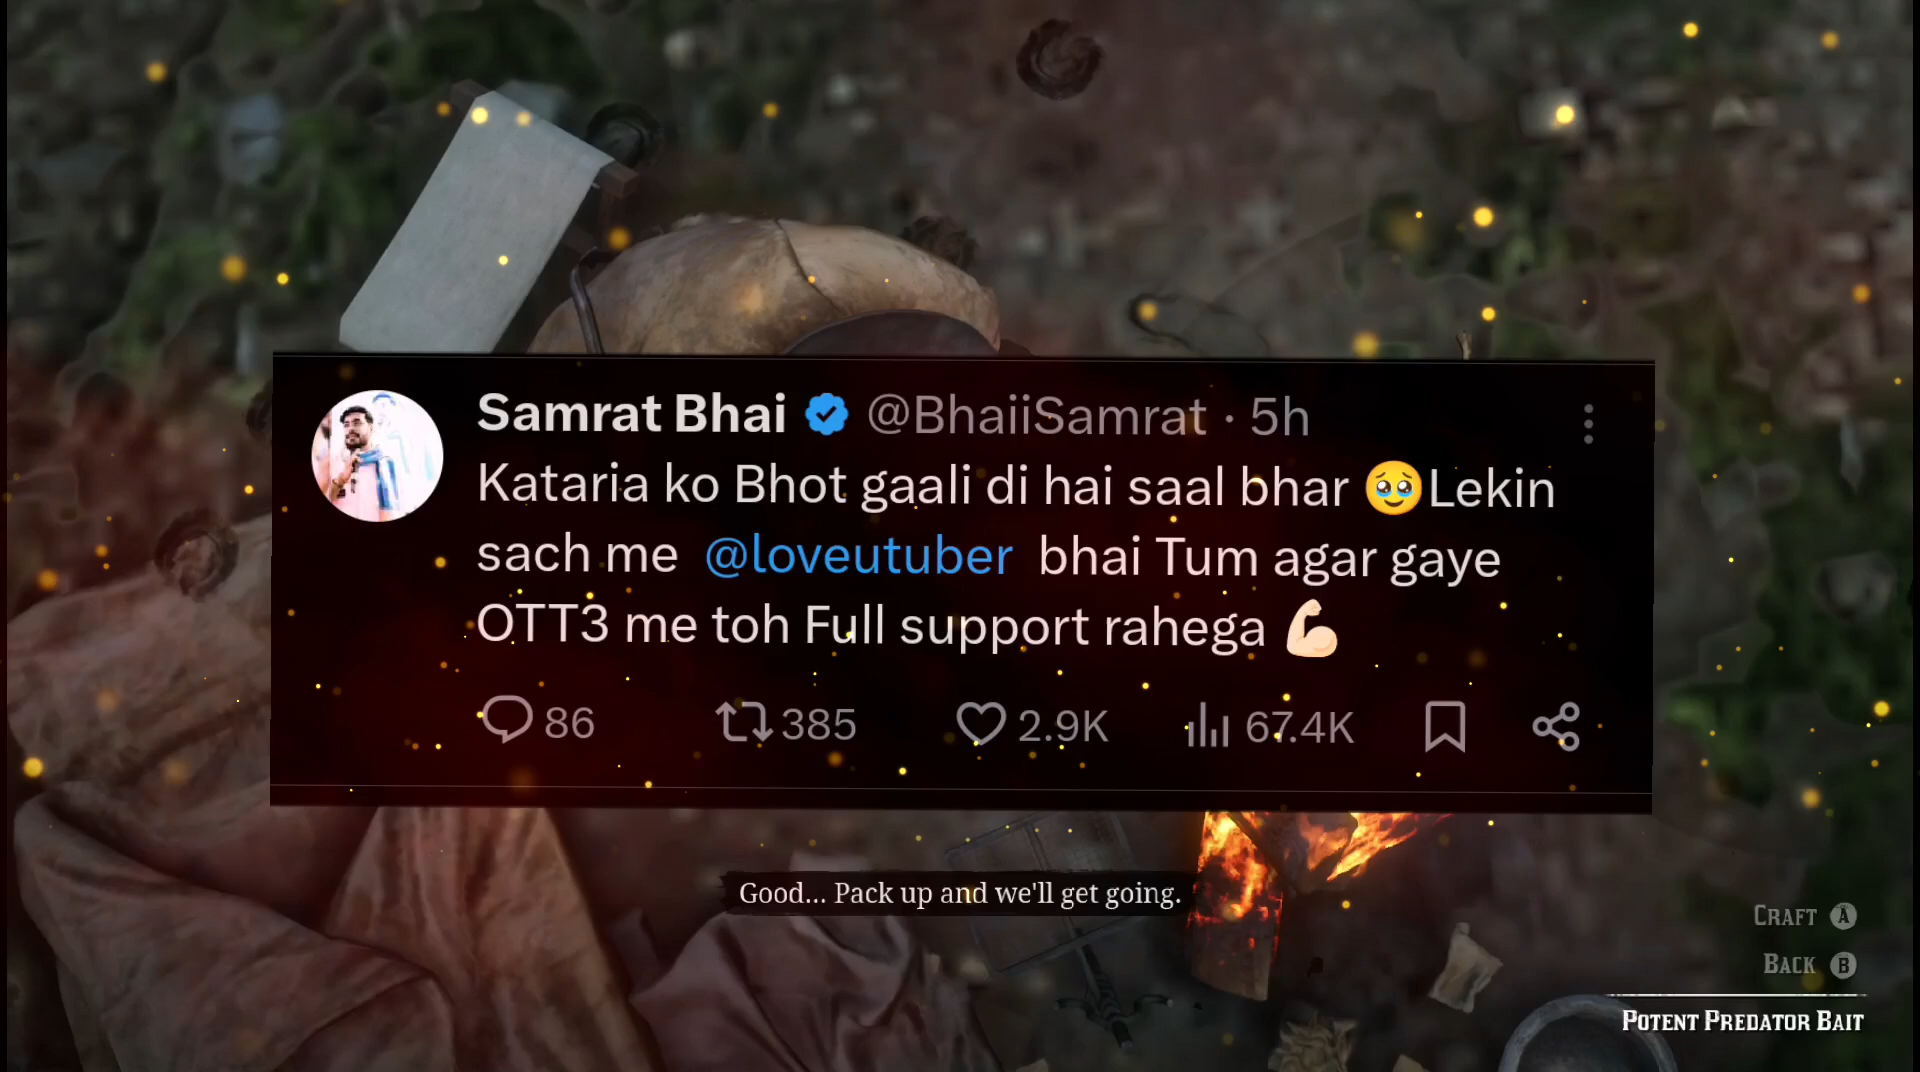 Samrat Bhai @BhaiiSamrat · 5h
Kataria ko Bhot gaali di hai saal bhar 🥹Lekin
sach me @loveutuber bhai Tum agar gaye
OTT3 me toh Full support rahega 💪🏻
86 385 2.9K 67.4K
Good... Pack up and we'll get going.
CRAFT A
BACK B
POTENT PREDATOR BAIT